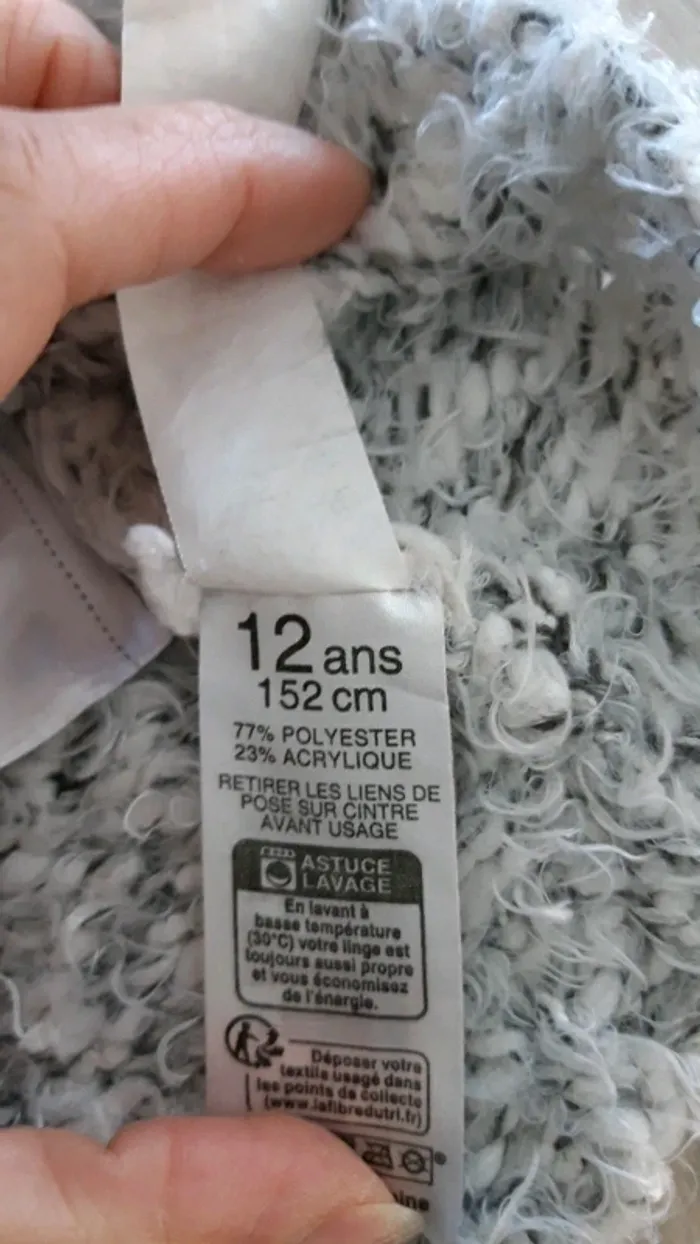 12 ans
152 cm
77% POLYESTER
23% ACRYLIQUE
RETIRER LES LIENS DE
POSE SUR CINTRE
AVANT USAGE
ASTUCE
LAVAGE
En lavant à
basse température
(30°C) votre linge est
toujours aussi propre
et vous économisez
de l'énergie.
Déposer votre
textile usagé dans
les points de collecte
(www.lafibredutri.fr)